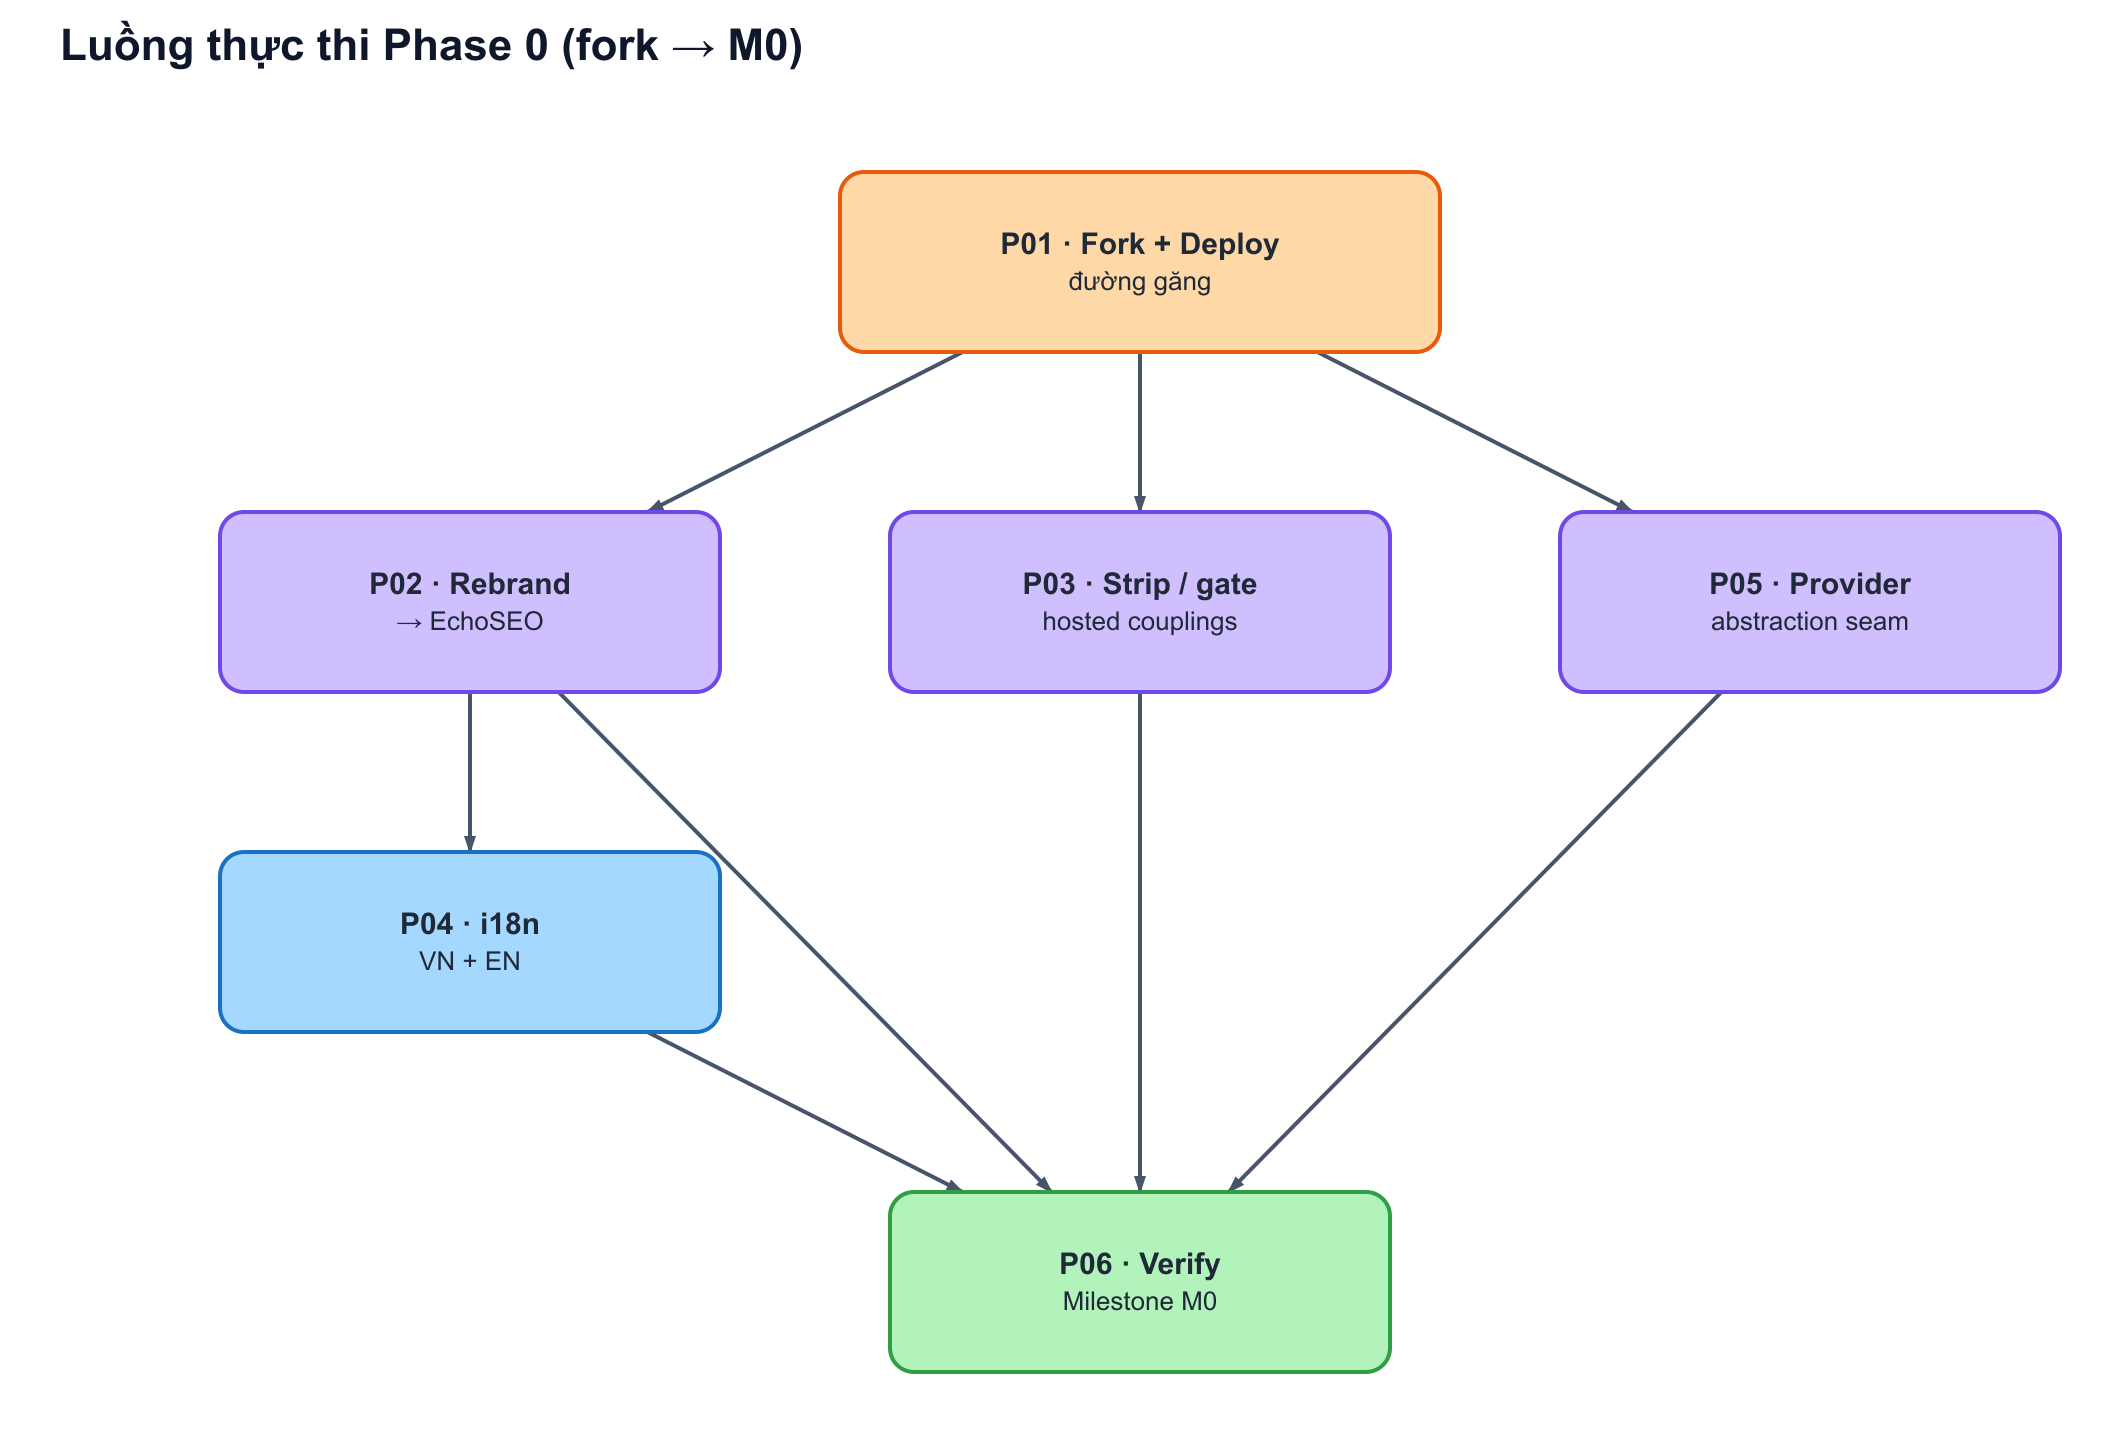 Luồng thực thi Phase 0 (fork → M0)
P01 · Fork + Deploy
đường găng
P02 · Rebrand
→ EchoSEO
P03 · Strip / gate
hosted couplings
P05 · Provider
abstraction seam
P04 · i18n
VN + EN
P06 · Verify
Milestone M0